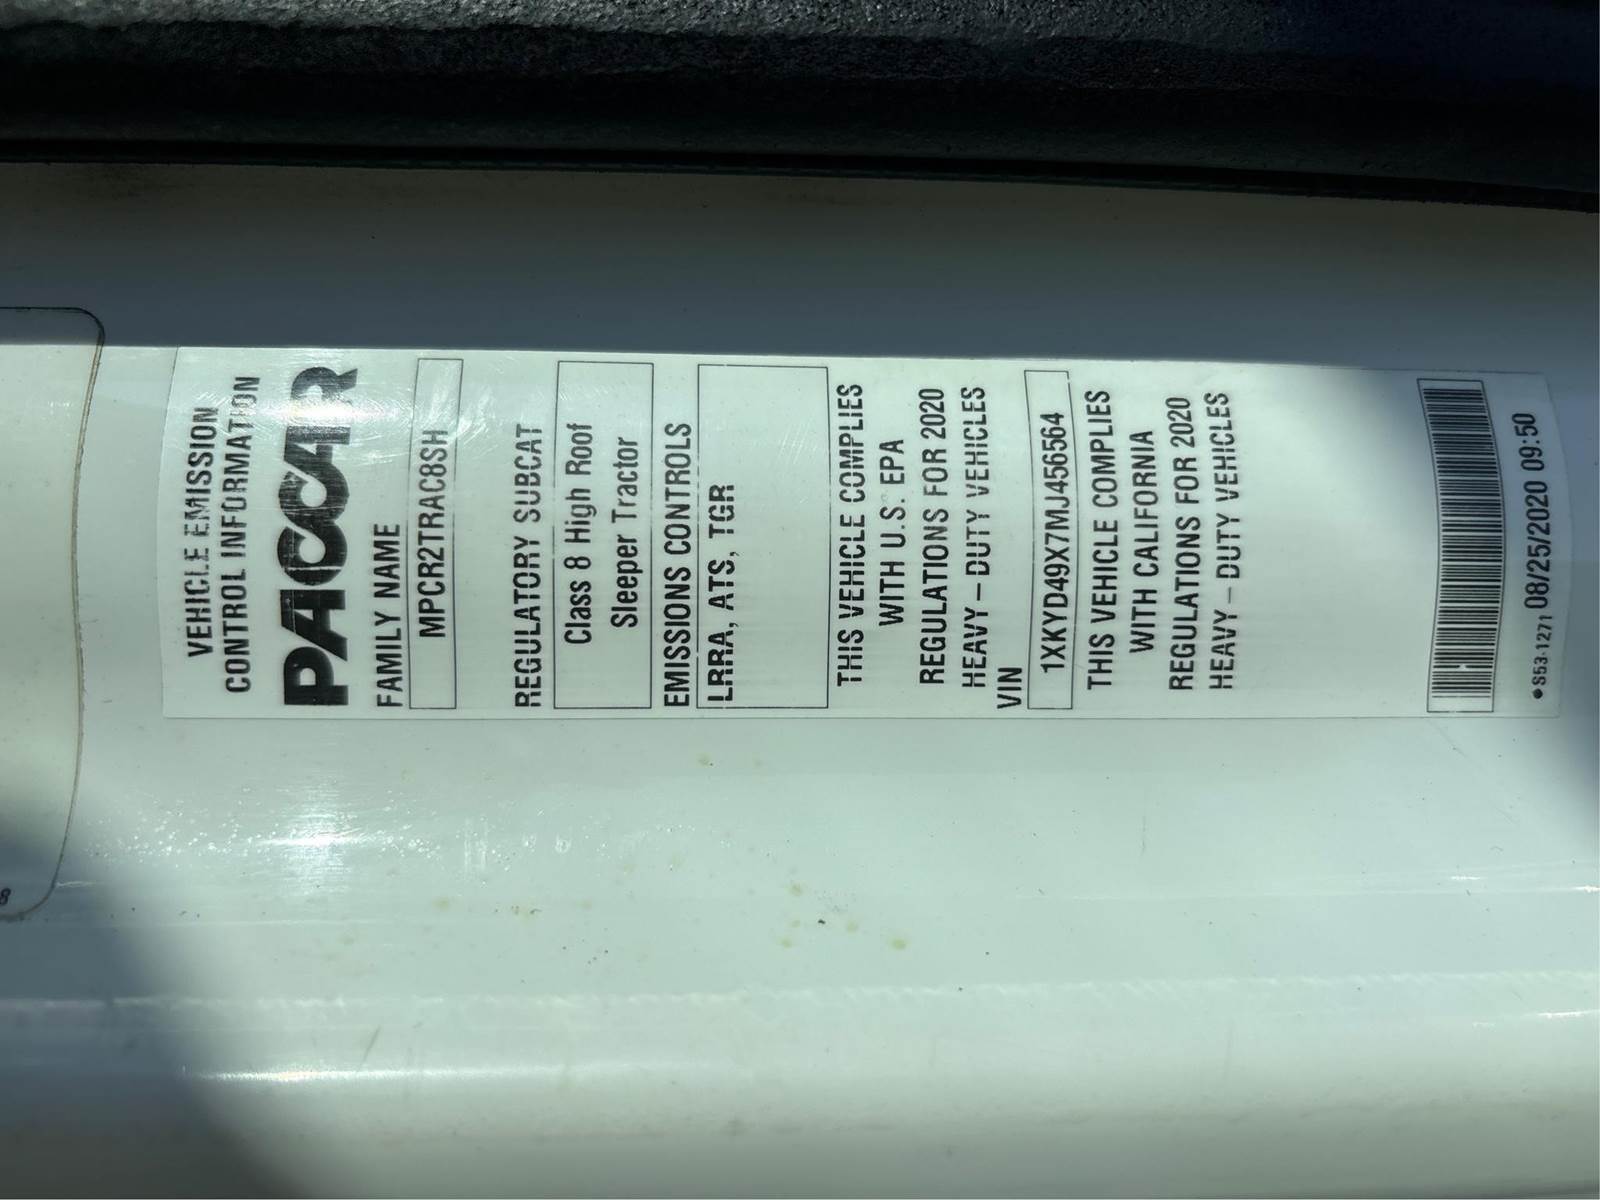 VEHICLE EMISSION
CONTROL INFORMATION
PACCAR
FAMILY NAME
MPCR2TRAC8SH
REGULATORY SUBCAT
Class 8 High Roof
Sleeper Tractor
EMISSIONS CONTROLS
LRRA, ATS, TGR
THIS VEHICLE COMPLIES
WITH U.S. EPA
REGULATIONS FOR 2020
HEAVY – DUTY VEHICLES
VIN
1XKYD49X7MJ456564
THIS VEHICLE COMPLIES
WITH CALIFORNIA
REGULATIONS FOR 2020
HEAVY – DUTY VEHICLES
•S53-1271 08/25/2020 09:50
8